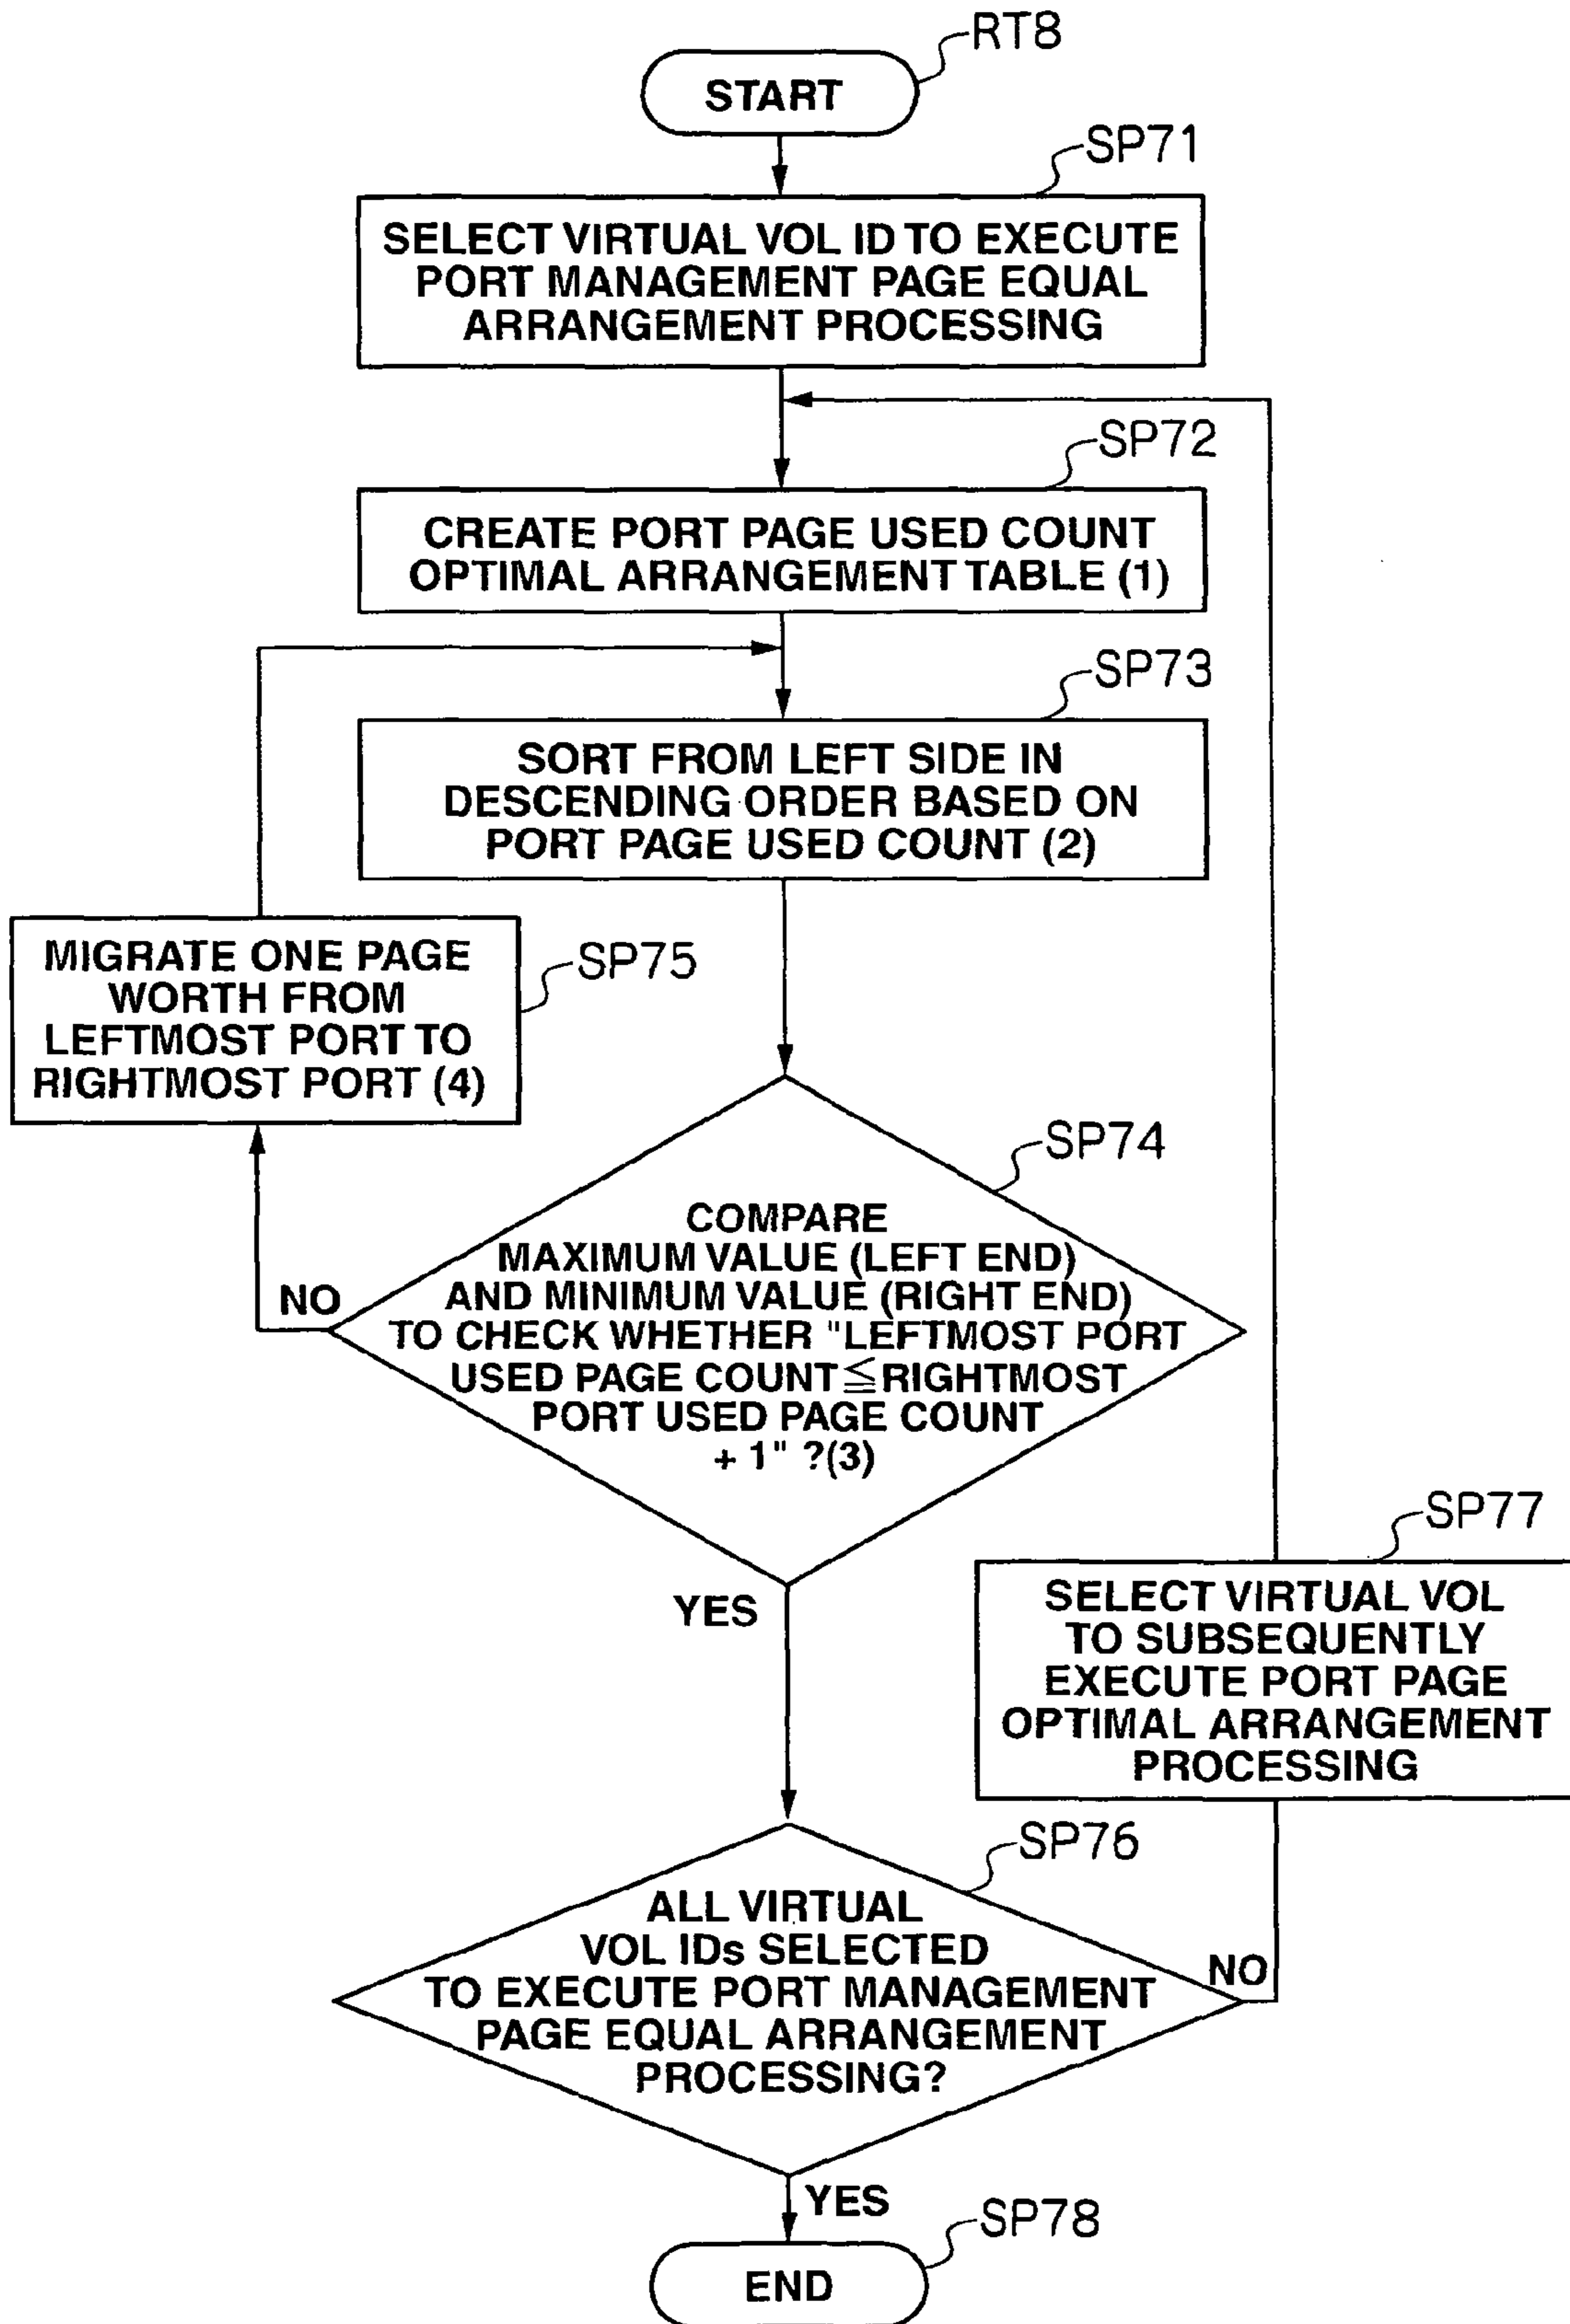 RT8
START
SP71
SELECT VIRTUAL VOL ID TO EXECUTE
PORT MANAGEMENT PAGE EQUAL
ARRANGEMENT PROCESSING
SP72
CREATE PORT PAGE USED COUNT
OPTIMAL ARRANGEMENT TABLE (1)
SP73
SORT FROM LEFT SIDE IN
DESCENDING ORDER BASED ON
PORT PAGE USED COUNT (2)
MIGRATE ONE PAGE
WORTH FROM
LEFTMOST PORT TO
RIGHTMOST PORT (4)
SP75
SP74
COMPARE
MAXIMUM VALUE (LEFT END)
AND MINIMUM VALUE (RIGHT END)
TO CHECK WHETHER "LEFTMOST PORT
USED PAGE COUNT≦RIGHTMOST
PORT USED PAGE COUNT
+ 1" ?(3)
NO
YES
SP77
SELECT VIRTUAL VOL
TO SUBSEQUENTLY
EXECUTE PORT PAGE
OPTIMAL ARRANGEMENT
PROCESSING
SP76
ALL VIRTUAL
VOL IDs SELECTED
TO EXECUTE PORT MANAGEMENT
PAGE EQUAL ARRANGEMENT
PROCESSING?
NO
YES
SP78
END